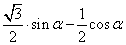 √3/2 · sin α − 1/2 cos α